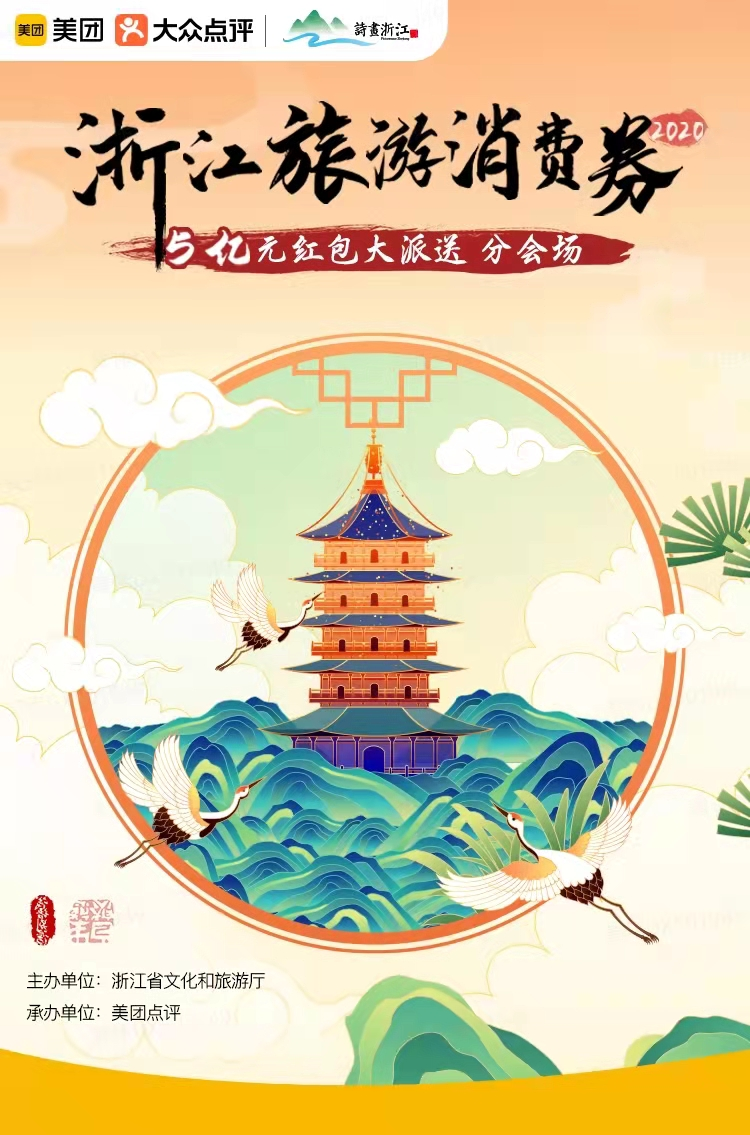 美团 美团 大众点评 詩畫浙江
浙江旅游消费券 2020
5亿元红包大派送 分会场
主办单位：浙江省文化和旅游厅
承办单位：美团点评